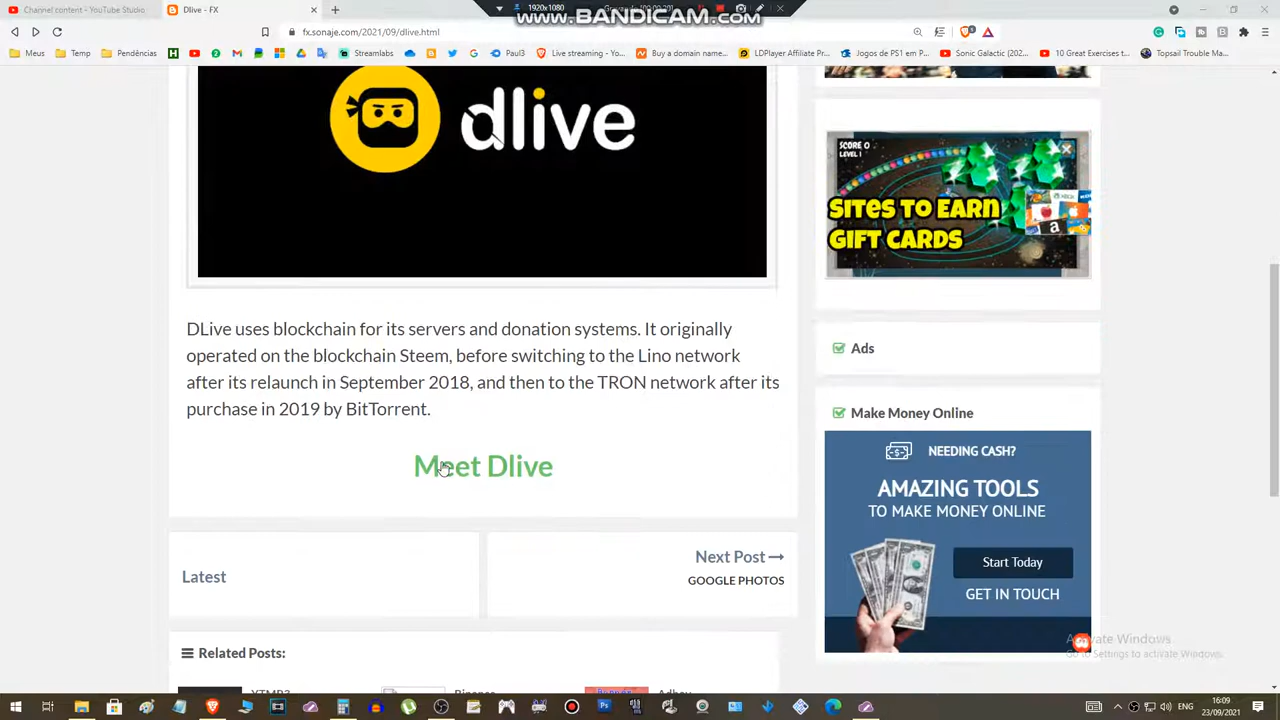 www.BANDICAM.com
1920x1080
Channel content - YouTube Studio
Dlive - FX
fx.sonaje.com/2021/09/dlive.html
Meus
Temp
Pendências
Streamlabs
Paul3
Live streaming - Yo...
Buy a domain name...
LDPlayer Affiliate Pr...
Jogos de PS1 em P...
Sonic Galactic (202...
10 Great Exercises t...
Topsail Trouble Ma...
dlive
SCORE 0
LEVEL 1
SITES TO EARN
GIFT CARDS
DLive uses blockchain for its servers and donation systems. It originally
operated on the blockchain Steem, before switching to the Lino network
after its relaunch in September 2018, and then to the TRON network after its
purchase in 2019 by BitTorrent.
Meet Dlive
Ads
Make Money Online
NEEDING CASH?
AMAZING TOOLS
TO MAKE MONEY ONLINE
Start Today
GET IN TOUCH
Latest
Next Post
GOOGLE PHOTOS
Related Posts:
Binance
Activate Windows
Go to Settings to activate Windows.
ENG
16:09
23/09/2021